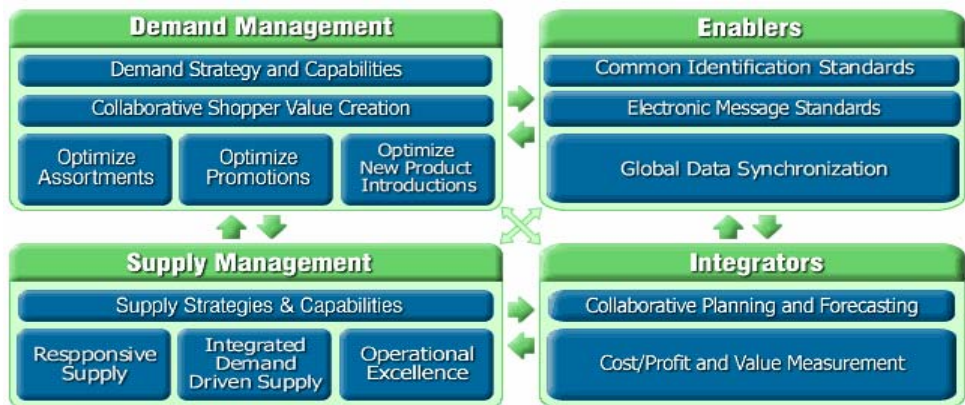 Demand Management
Demand Strategy and Capabilities
Collaborative Shopper Value Creation
Optimize
Assortments
Optimize
Promotions
Optimize
New Product
Introductions
Enablers
Common Identification Standards
Electronic Message Standards
Global Data Synchronization
Supply Management
Supply Strategies & Capabilities
Respponsive
Supply
Integrated
Demand
Driven Supply
Operational
Excellence
Integrators
Collaborative Planning and Forecasting
Cost/Profit and Value Measurement